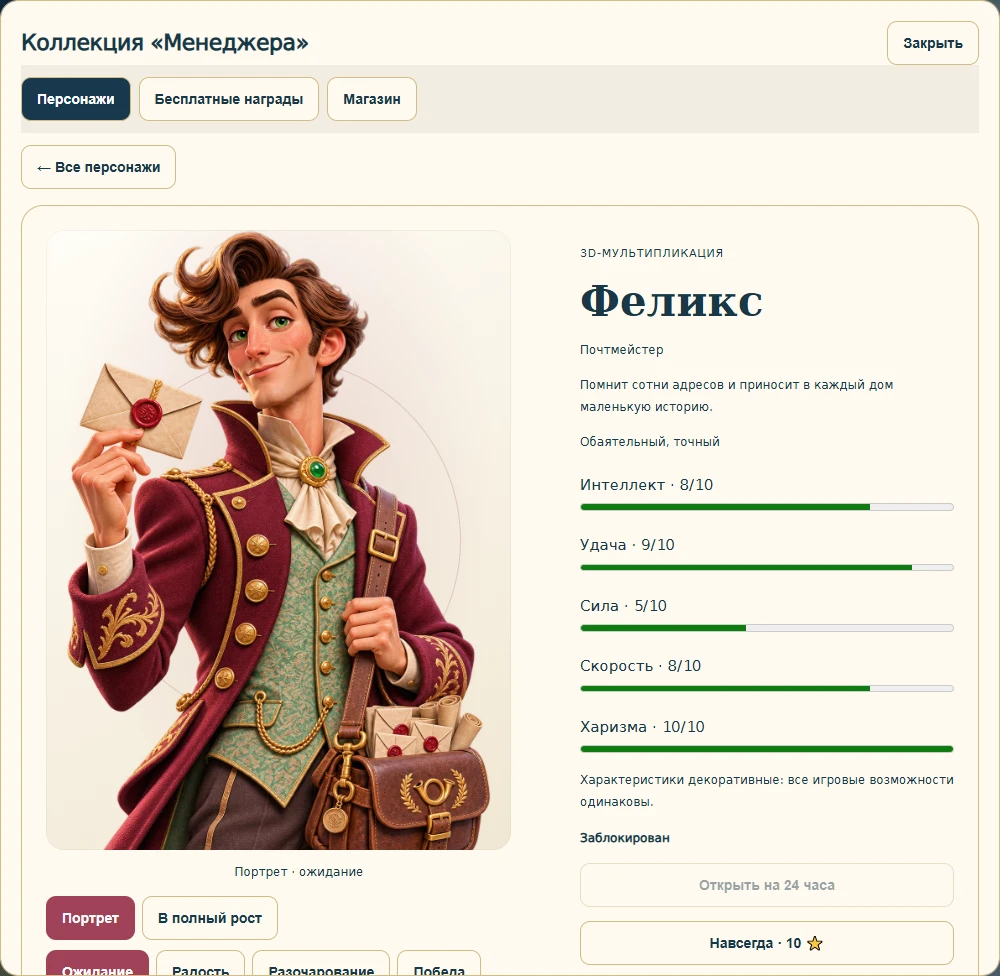 Коллекция «Менеджера»
Закрыть
Персонажи
Бесплатные награды
Магазин
← Все персонажи
3D-МУЛЬТИПЛИКАЦИЯ
Феликс
Почтмейстер
Помнит сотни адресов и приносит в каждый дом
маленькую историю.
Обаятельный, точный
Интеллект · 8/10
Удача · 9/10
Сила · 5/10
Скорость · 8/10
Харизма · 10/10
Характеристики декоративные: все игровые возможности
одинаковы.
Заблокирован
Открыть на 24 часа
Навсегда · 10 ⭐
Портрет · ожидание
Портрет
В полный рост
Ожидание
Радость
Разочарование
Победа